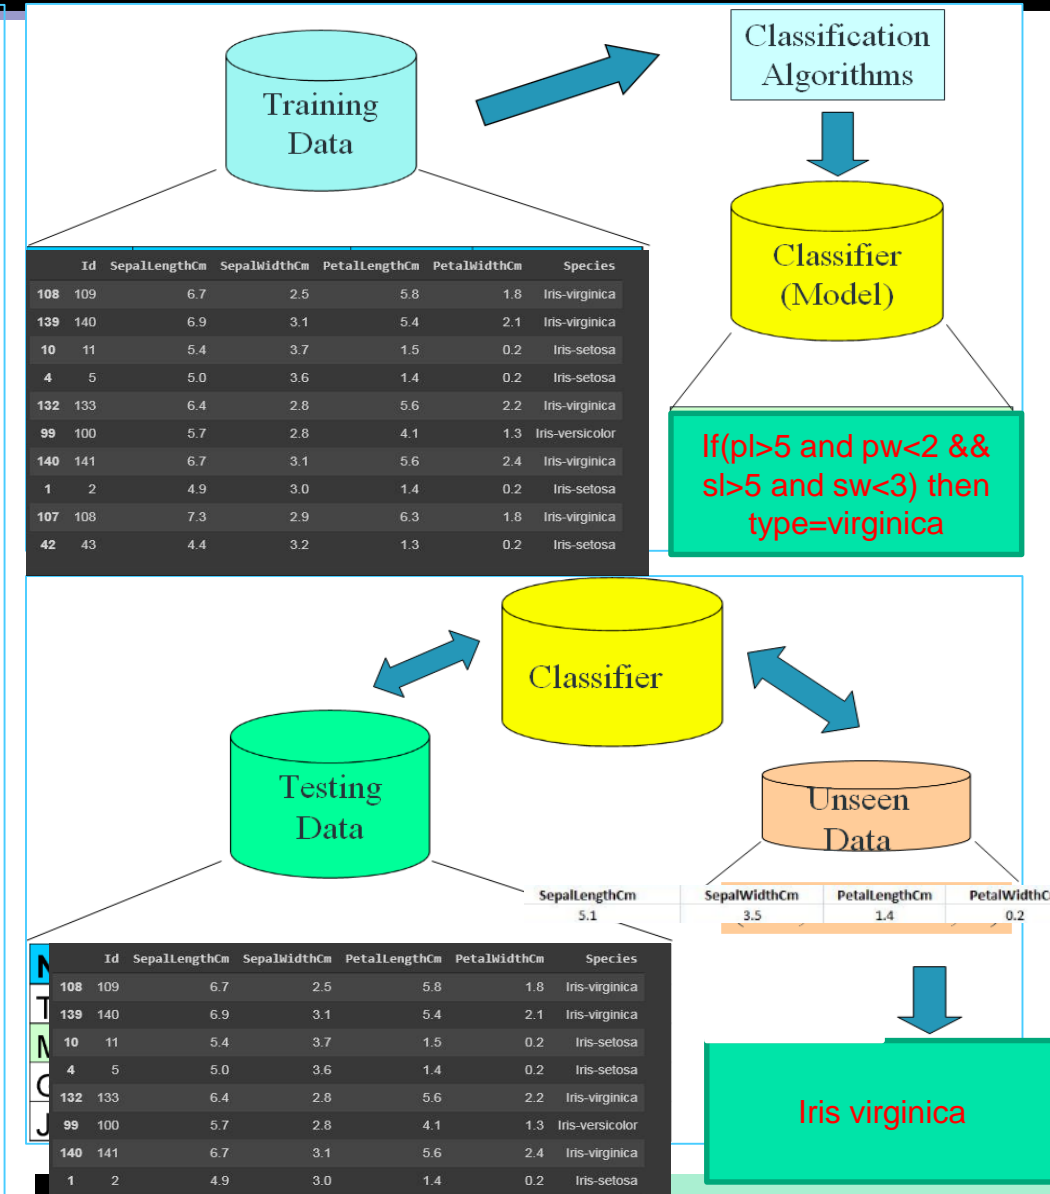 Training
Data
Classification
Algorithms
Classifier
(Model)
Id SepalLengthCm SepalWidthCm PetalLengthCm PetalWidthCm Species
108 109 6.7 2.5 5.8 1.8 Iris-virginica
139 140 6.9 3.1 5.4 2.1 Iris-virginica
10 11 5.4 3.7 1.5 0.2 Iris-setosa
4 5 5.0 3.6 1.4 0.2 Iris-setosa
132 133 6.4 2.8 5.6 2.2 Iris-virginica
99 100 5.7 2.8 4.1 1.3 Iris-versicolor
140 141 6.7 3.1 5.6 2.4 Iris-virginica
1 2 4.9 3.0 1.4 0.2 Iris-setosa
107 108 7.3 2.9 6.3 1.8 Iris-virginica
42 43 4.4 3.2 1.3 0.2 Iris-setosa
If(pl>5 and pw<2 &&
sl>5 and sw<3) then
type=virginica
Classifier
Testing
Data
Unseen
Data
SepalLengthCm SepalWidthCm PetalLengthCm PetalWidthC
5.1 3.5 1.4 0.2
N
T
M
G
J
Id SepalLengthCm SepalWidthCm PetalLengthCm PetalWidthCm Species
108 109 6.7 2.5 5.8 1.8 Iris-virginica
139 140 6.9 3.1 5.4 2.1 Iris-virginica
10 11 5.4 3.7 1.5 0.2 Iris-setosa
4 5 5.0 3.6 1.4 0.2 Iris-setosa
132 133 6.4 2.8 5.6 2.2 Iris-virginica
99 100 5.7 2.8 4.1 1.3 Iris-versicolor
140 141 6.7 3.1 5.6 2.4 Iris-virginica
1 2 4.9 3.0 1.4 0.2 Iris-setosa
Iris virginica